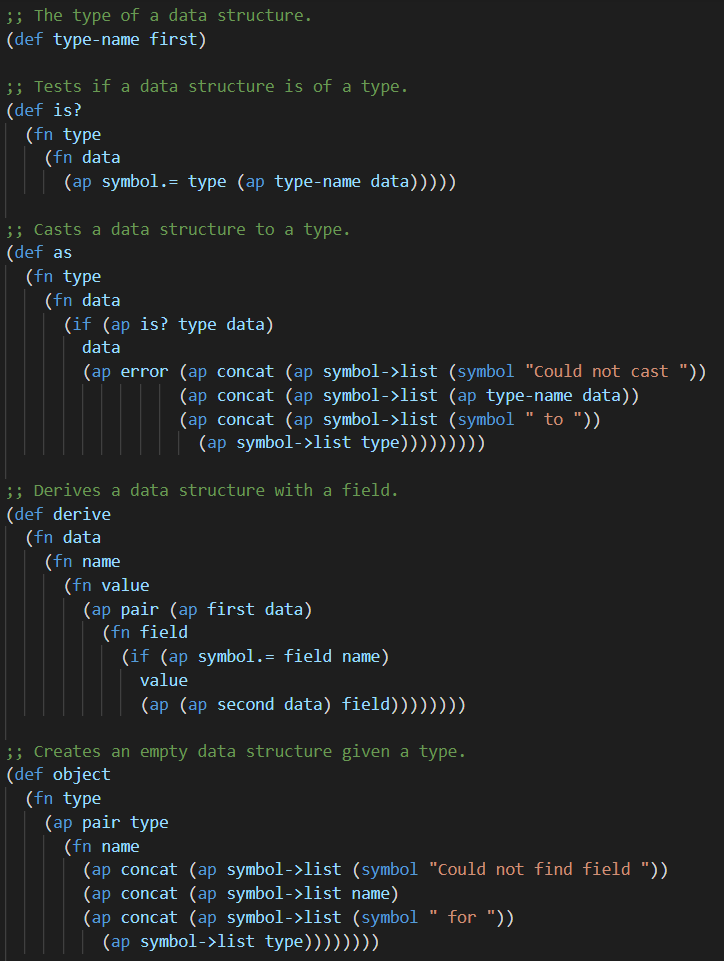 ;; The type of a data structure.
(def type-name first)
;; Tests if a data structure is of a type.
(def is?
(fn type
(fn data
(ap symbol.= type (ap type-name data)))))
;; Casts a data structure to a type.
(def as
(fn type
(fn data
(if (ap is? type data)
data
(ap error (ap concat (ap symbol->list (symbol "Could not cast "))
(ap concat (ap symbol->list (ap type-name data))
(ap concat (ap symbol->list (symbol " to "))
(ap symbol->list type)))))))))
;; Derives a data structure with a field.
(def derive
(fn data
(fn name
(fn value
(ap pair (ap first data)
(fn field
(if (ap symbol.= field name)
value
(ap (ap second data) field))))))))
;; Creates an empty data structure given a type.
(def object
(fn type
(ap pair type
(fn name
(ap concat (ap symbol->list (symbol "Could not find field "))
(ap concat (ap symbol->list name)
(ap concat (ap symbol->list (symbol " for "))
(ap symbol->list type))))))))